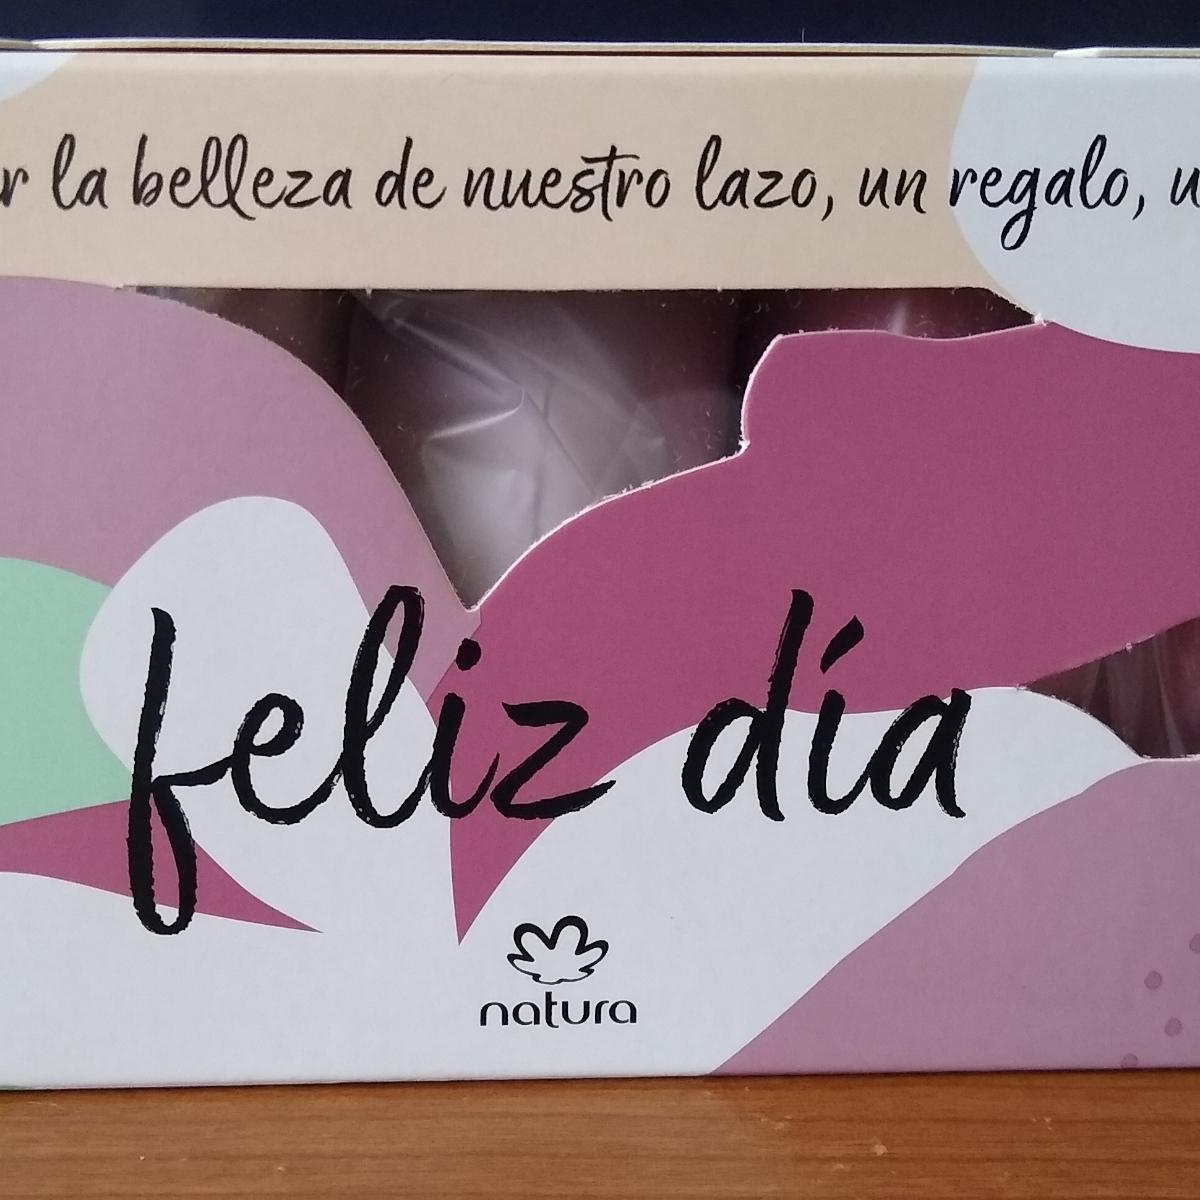 la belleza de nuestro lazo, un regalo,
feliz día
natura